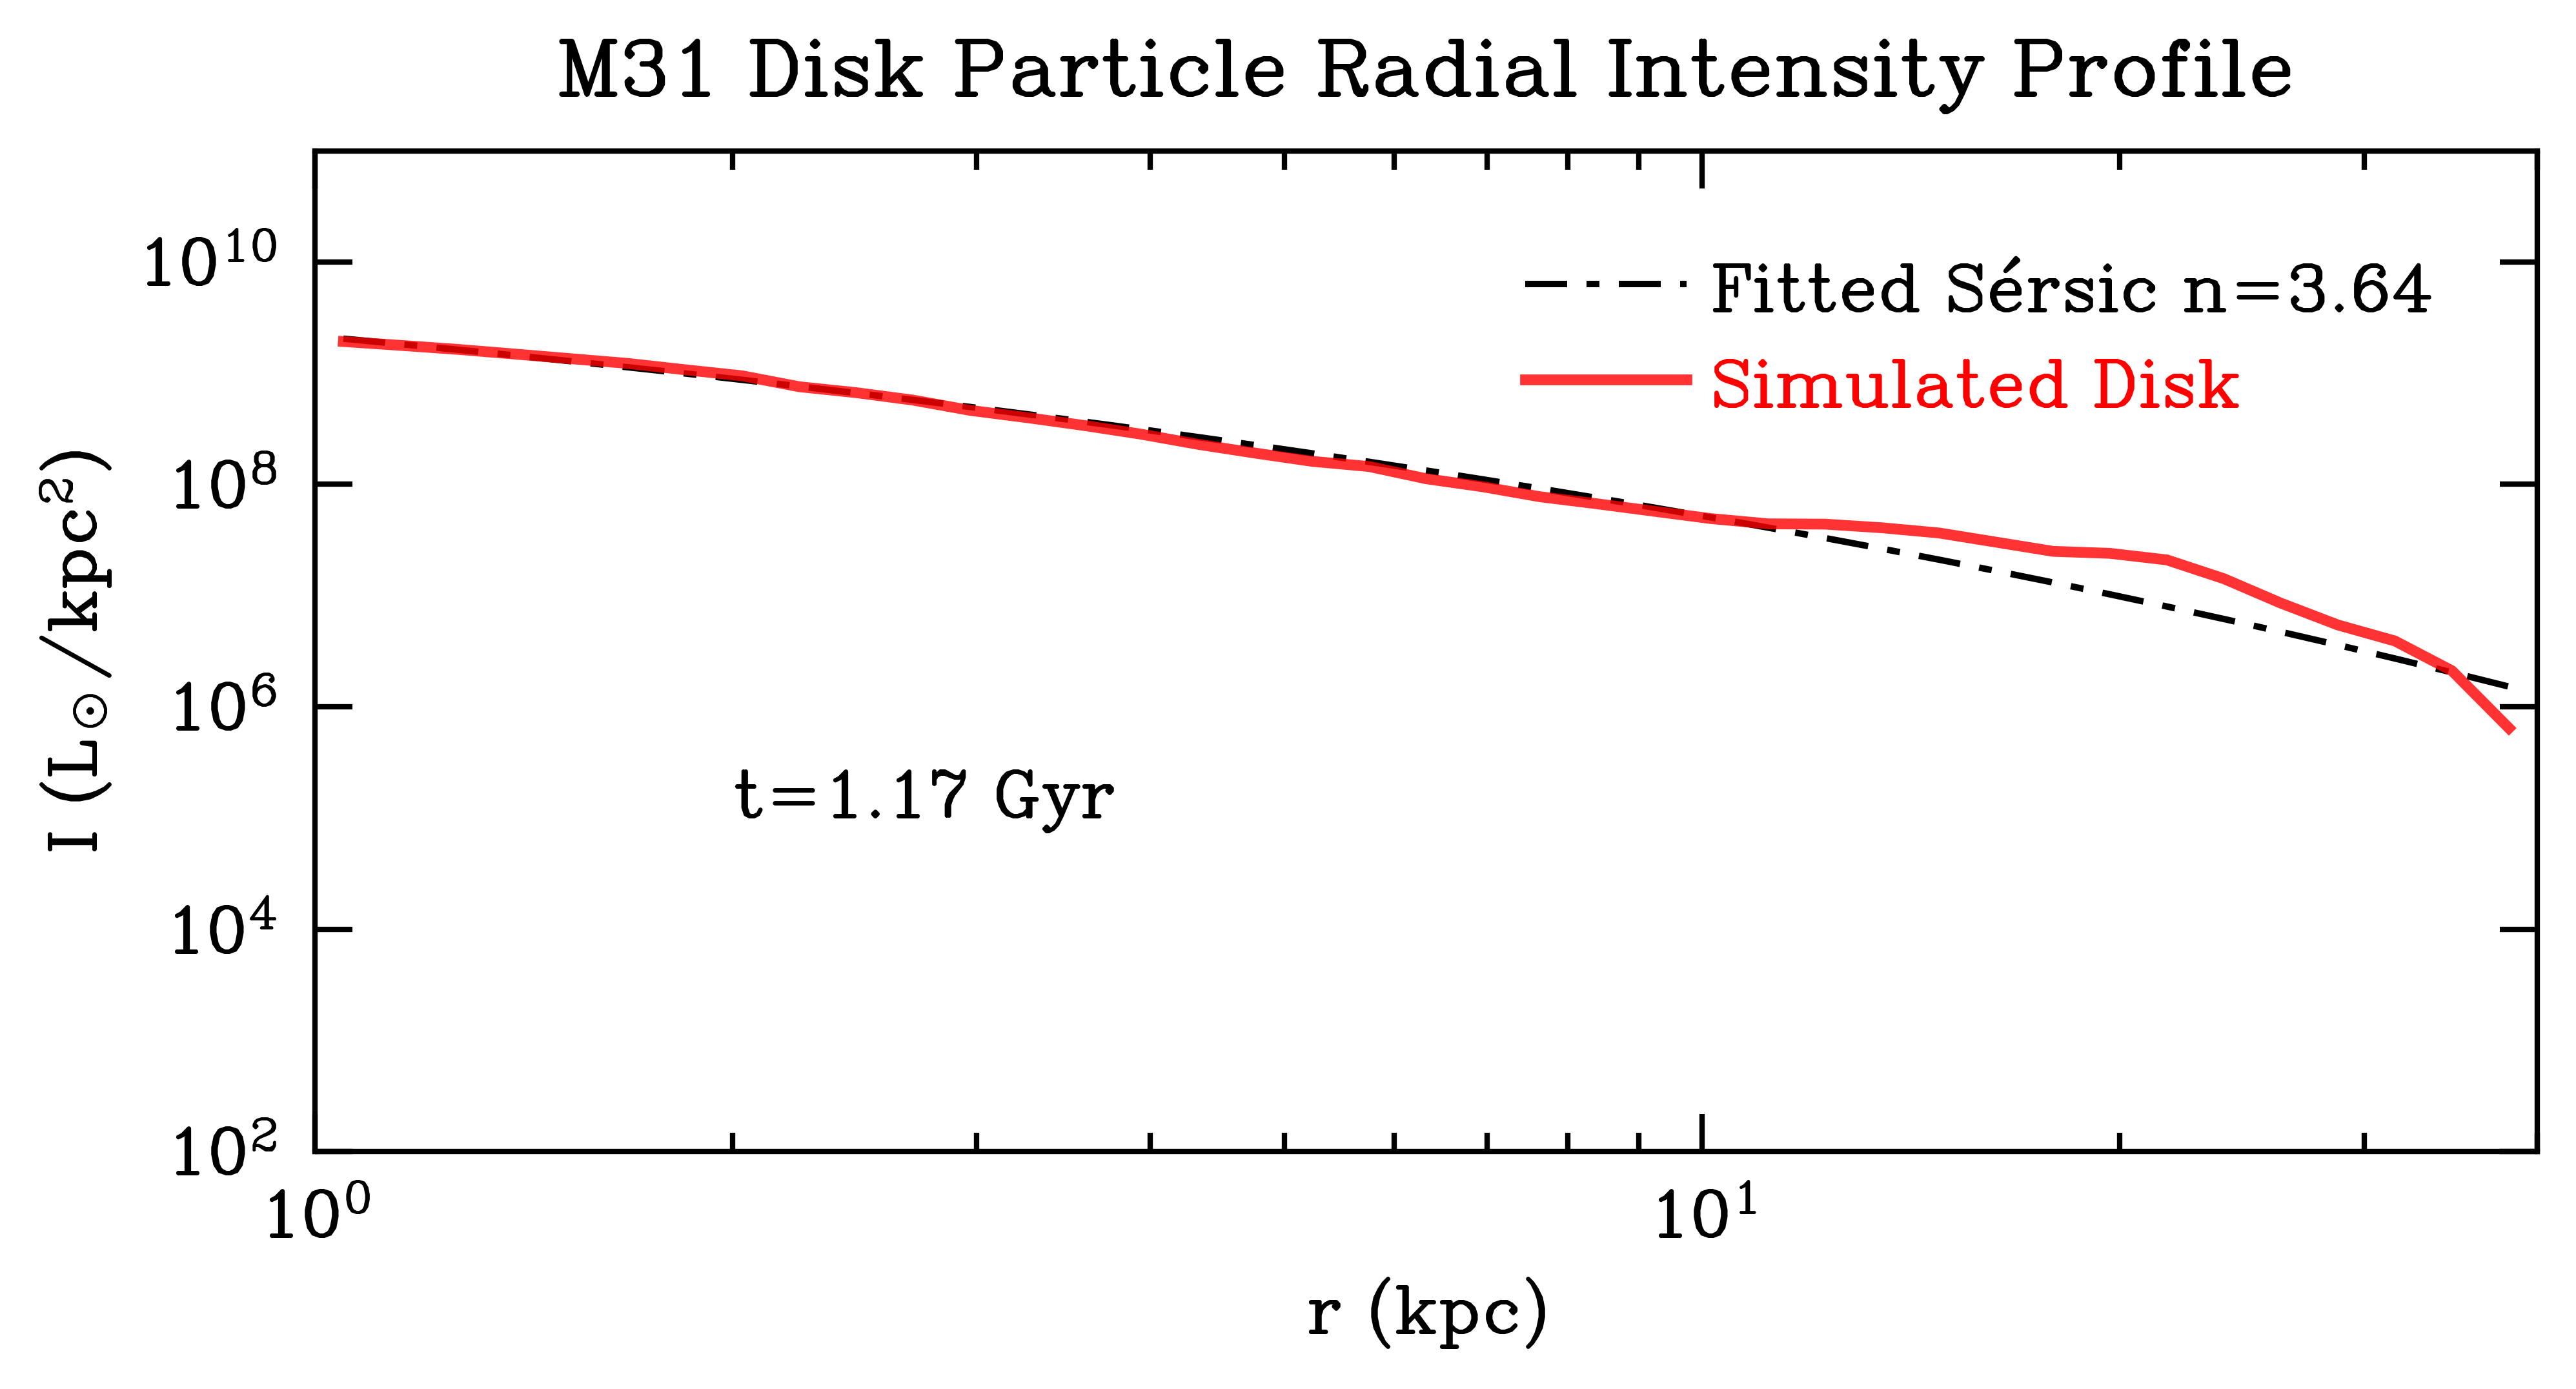 M31 Disk Particle Radial Intensity Profile
Fitted Sérsic n=3.64
Simulated Disk
t=1.17 Gyr
I (L⊙/kpc²)
10¹⁰
10⁸
10⁶
10⁴
10²
10⁰
10¹
r (kpc)